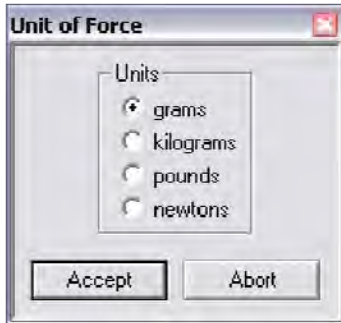 Unit of Force
Units
grams
kilograms
pounds
newtons
Accept Abort